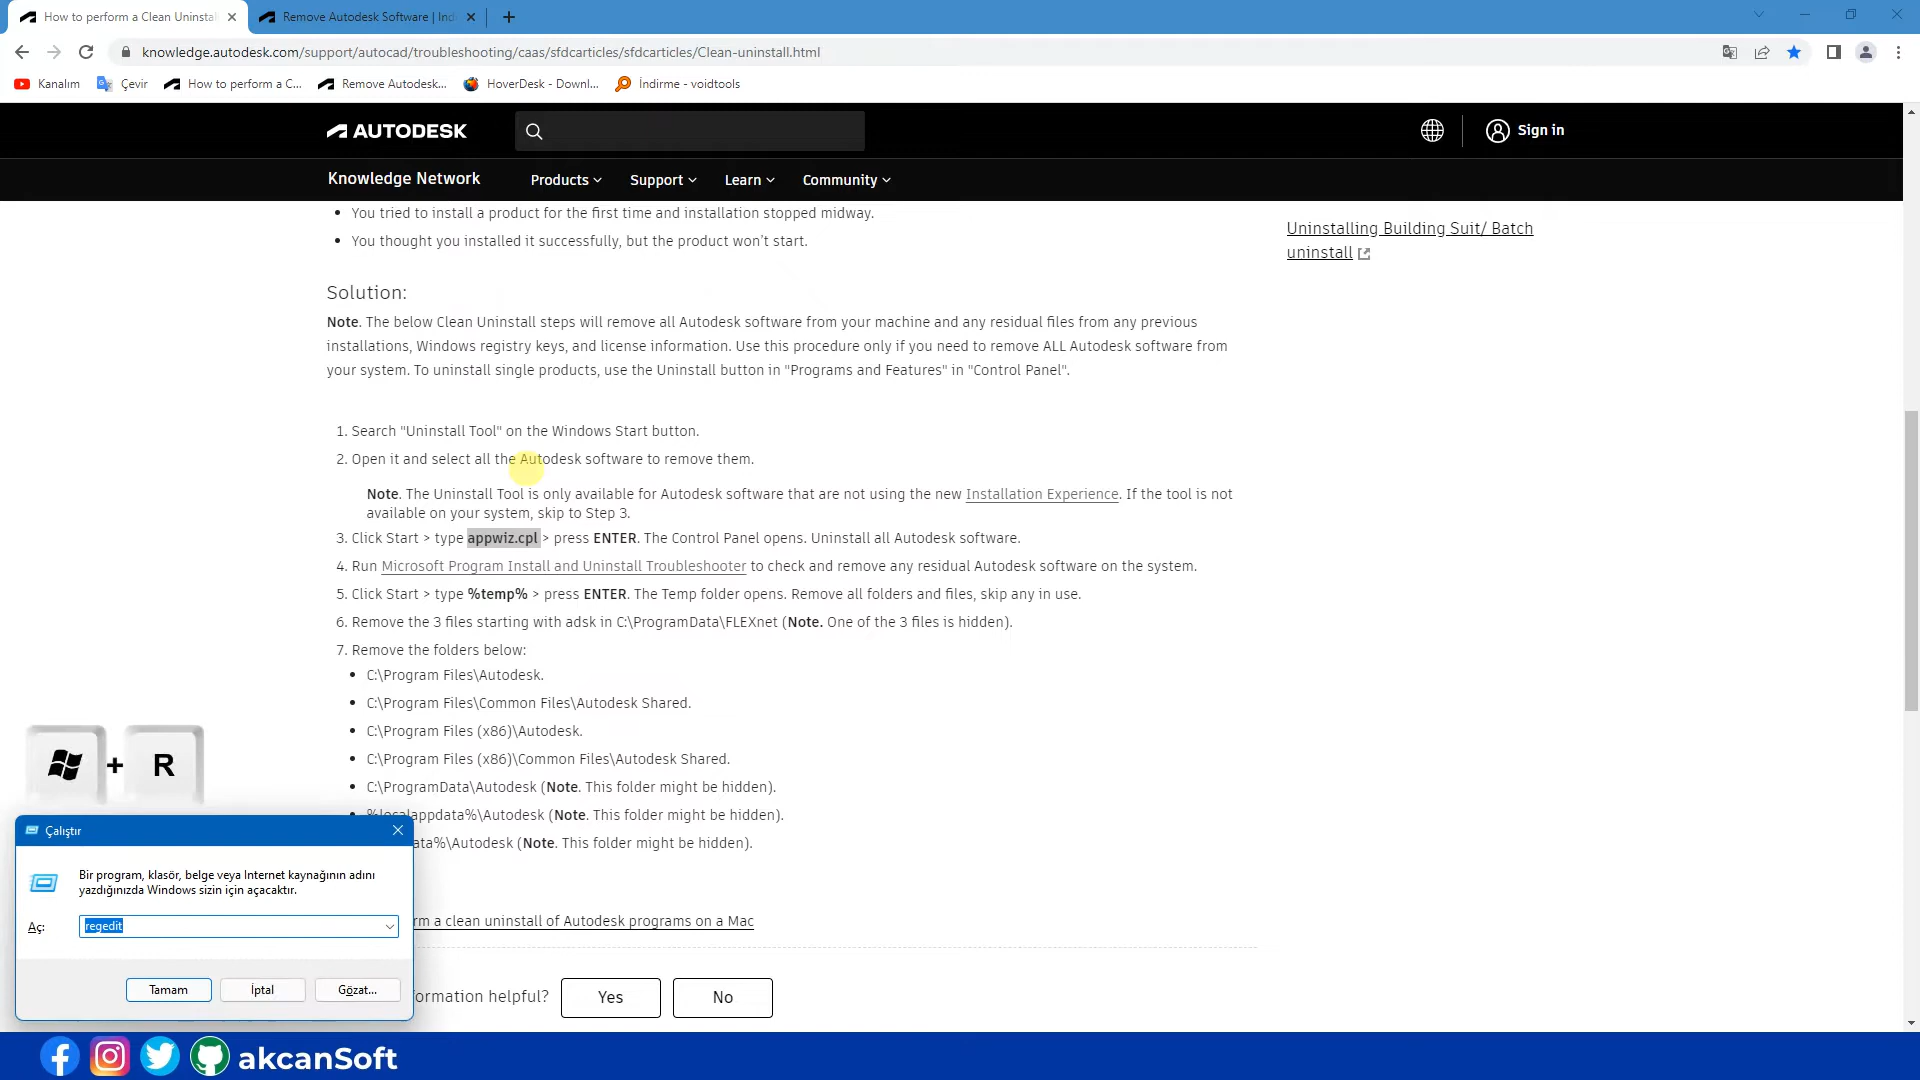 How to perform a Clean Uninstal
Remove Autodesk Software | Ind
knowledge.autodesk.com/support/autocad/troubleshooting/caas/sfdcarticles/sfdcarticles/Clean-uninstall.html
Kanalım
Çevir
How to perform a C...
Remove Autodesk...
HoverDesk - Downl...
İndirme - voidtools
AUTODESK
Sign in
Knowledge Network
Products
Support
Learn
Community
• You tried to install a product for the first time and installation stopped midway.
• You thought you installed it successfully, but the product won't start.
Uninstalling Building Suit/ Batch
uninstall
Solution:
Note. The below Clean Uninstall steps will remove all Autodesk software from your machine and any residual files from any previous
installations, Windows registry keys, and license information. Use this procedure only if you need to remove ALL Autodesk software from
your system. To uninstall single products, use the Uninstall button in "Programs and Features" in "Control Panel".
1. Search "Uninstall Tool" on the Windows Start button.
2. Open it and select all the Autodesk software to remove them.
Note. The Uninstall Tool is only available for Autodesk software that are not using the new Installation Experience. If the tool is not
available on your system, skip to Step 3.
3. Click Start > type appwiz.cpl > press ENTER. The Control Panel opens. Uninstall all Autodesk software.
4. Run Microsoft Program Install and Uninstall Troubleshooter to check and remove any residual Autodesk software on the system.
5. Click Start > type %temp% > press ENTER. The Temp folder opens. Remove all folders and files, skip any in use.
6. Remove the 3 files starting with adsk in C:\ProgramData\FLEXnet (Note. One of the 3 files is hidden).
7. Remove the folders below:
• C:\Program Files\Autodesk.
• C:\Program Files\Common Files\Autodesk Shared.
• C:\Program Files (x86)\Autodesk.
• C:\Program Files (x86)\Common Files\Autodesk Shared.
• C:\ProgramData\Autodesk (Note. This folder might be hidden).
• %localappdata%\Autodesk (Note. This folder might be hidden).
ata%\Autodesk (Note. This folder might be hidden).
rm a clean uninstall of Autodesk programs on a Mac
formation helpful?
Yes
No
+ R
Çalıştır
Bir program, klasör, belge veya Internet kaynağının adını
yazdığınızda Windows sizin için açacaktır.
Aç:
regedit
Tamam
İptal
Gözat...
akcanSoft